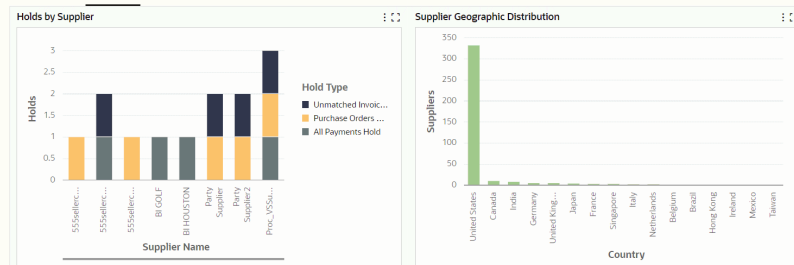 Holds by Supplier
3
2.5
2
1.5
1
0.5
0
Holds
555sellerc...
555sellerc...
555sellerc...
BI GOLF
BI HOUSTON
Party
Supplier
Party
Supplier2
Proc_VSSu...
Supplier Name
Hold Type
Unmatched Invoic...
Purchase Orders ...
All Payments Hold
Supplier Geographic Distribution
350
300
250
200
150
100
50
0
Suppliers
United States
Canada
India
Germany
United King...
Japan
France
Singapore
Italy
Netherlands
Belgium
Brazil
Hong Kong
Ireland
Mexico
Taiwan
Country